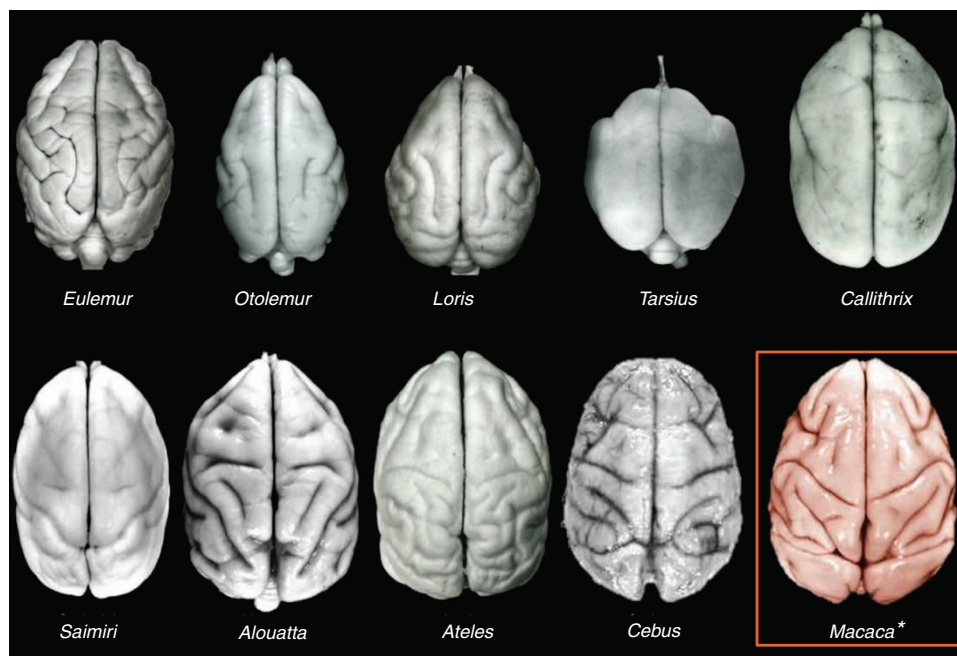 Eulemur
Otolemur
Loris
Tarsius
Callithrix
Saimiri
Alouatta
Ateles
Cebus
Macaca*